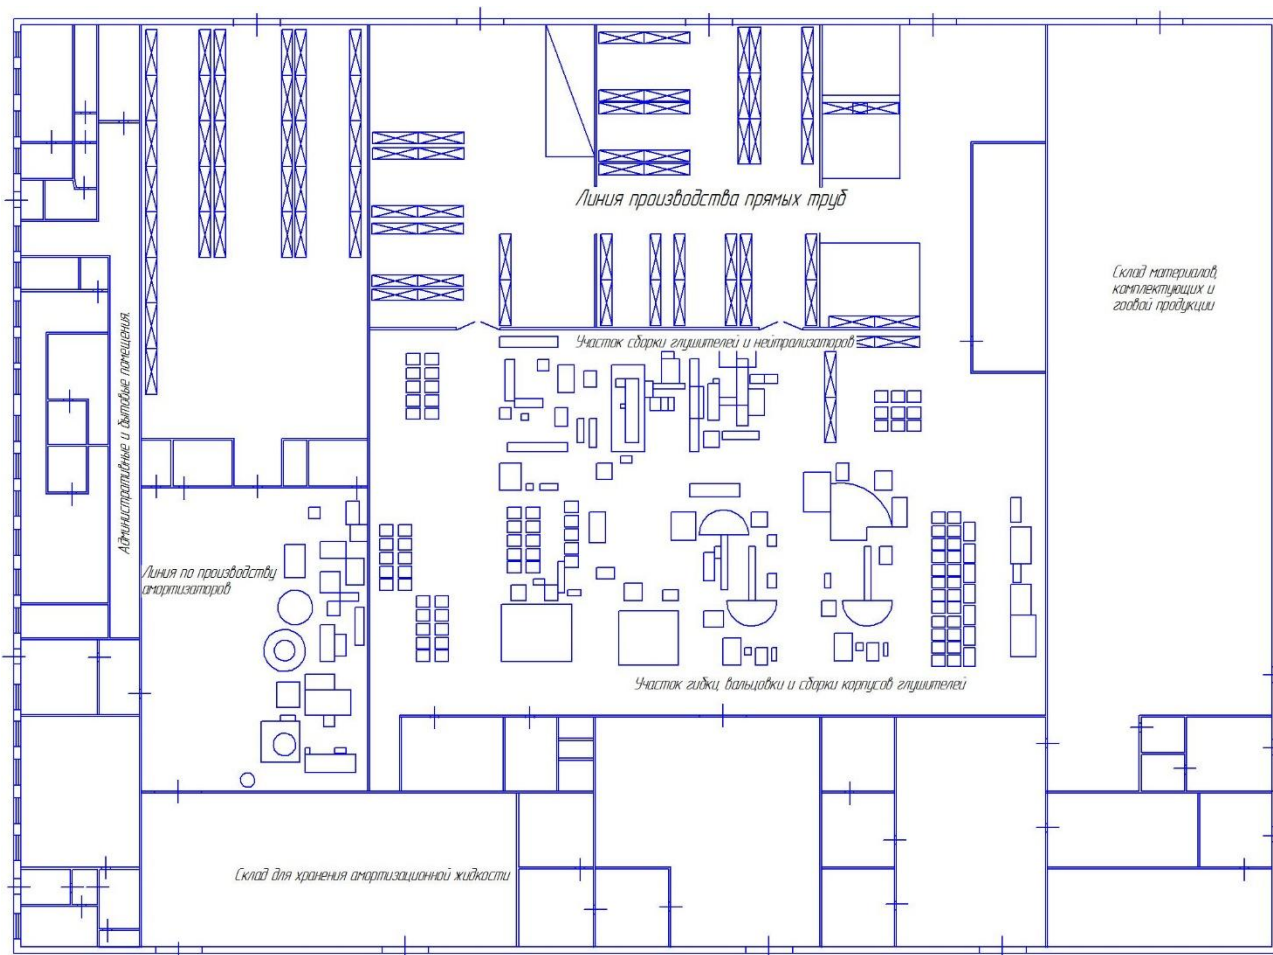 Линия производства прямых труб
Склад материалов,
комплектующих и
гоовой продукции
Участок сборки глушителей и нейтрализаторов
Административные и бытовые помещения.
Линия по производству
амортизаторов
Участок гибки, вальцовки и сборки корпусов глушителей
Склад для хранения амортизационной жидкости